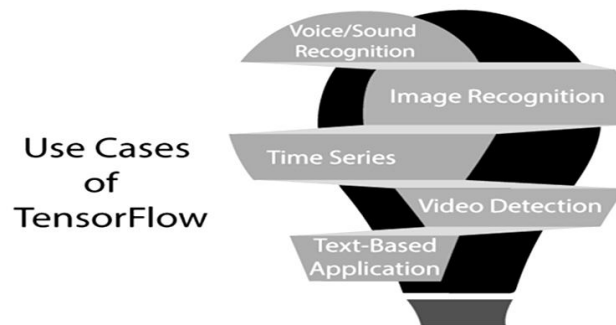 Use Cases
of
TensorFlow
Voice/Sound
Recognition
Image Recognition
Time Series
Video Detection
Text-Based
Application